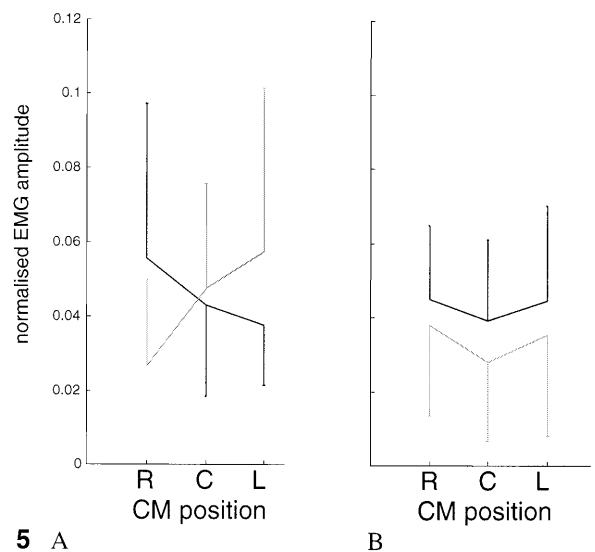 0.12
0.1
0.08
0.06
0.04
0.02
0
normalised EMG amplitude
R C L
CM position
R C L
CM position
5 A
B